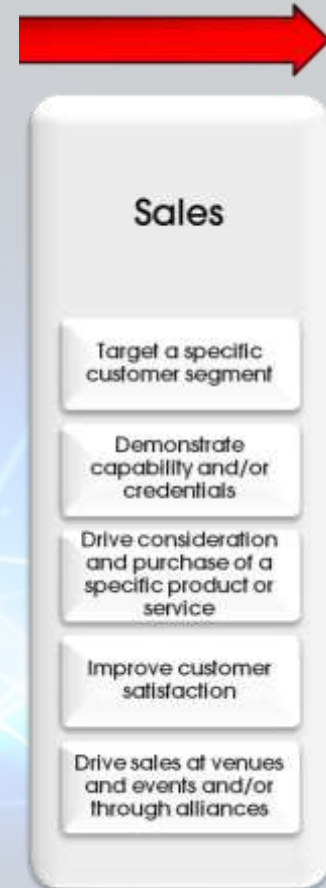 Sales
Target a specific
customer segment
Demonstrate
capability and/or
credentials
Drive consideration
and purchase of a
specific product or
service
Improve customer
satisfaction
Drive sales at venues
and events and/or
through alliances